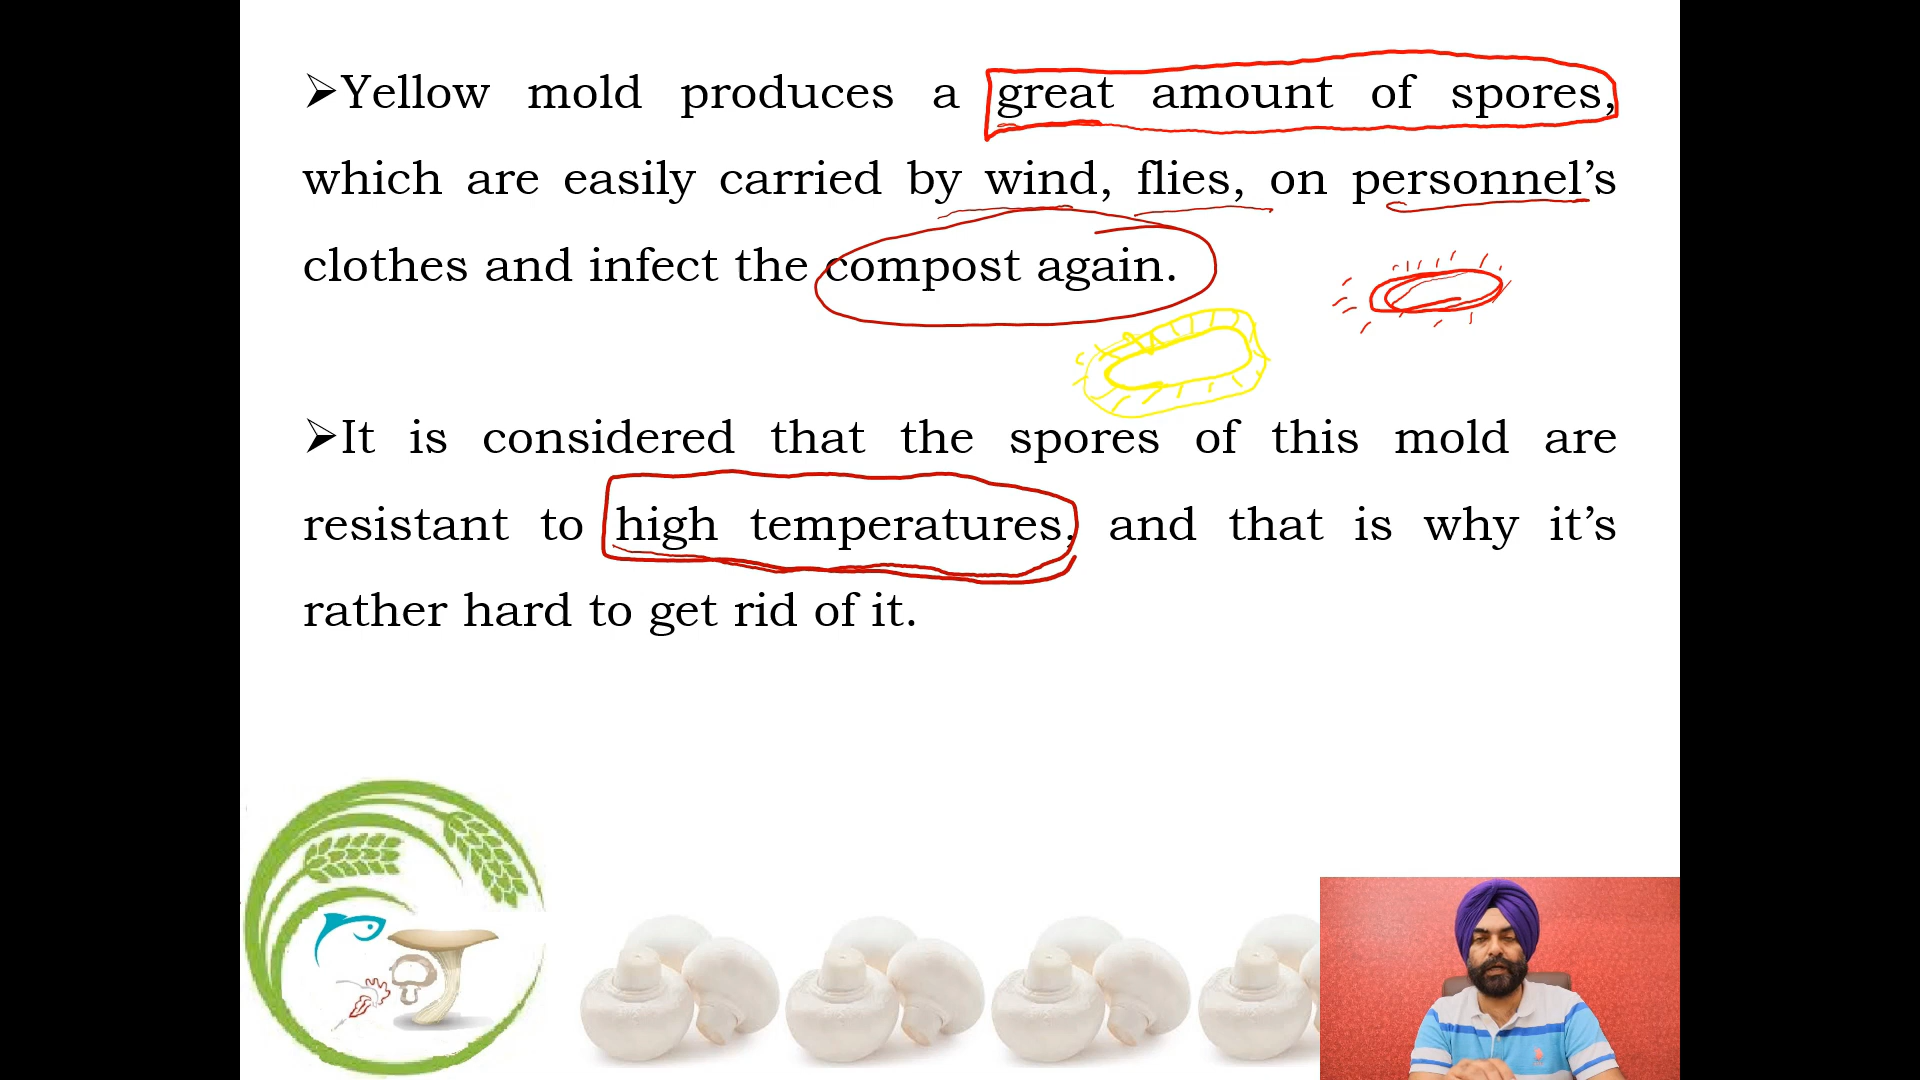 ➢Yellow mold produces a great amount of spores,
which are easily carried by wind, flies, on personnel’s
clothes and infect the compost again.
➢It is considered that the spores of this mold are
resistant to high temperatures, and that is why it’s
rather hard to get rid of it.